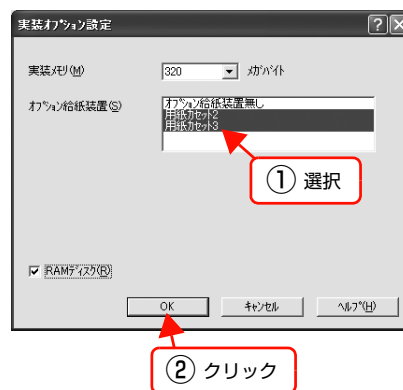 実装ｵﾌﾟｼｮﾝ設定
実装ﾒﾓﾘ(M) 320 ﾒｶﾞﾊﾞｲﾄ
ｵﾌﾟｼｮﾝ給紙装置(S) ｵﾌﾟｼｮﾝ給紙装置無し
用紙ｶｾｯﾄ2
用紙ｶｾｯﾄ3
① 選択
RAMﾃﾞｨｽｸ(R)
OK ｷｬﾝｾﾙ ﾍﾙﾌﾟ(H)
② クリック